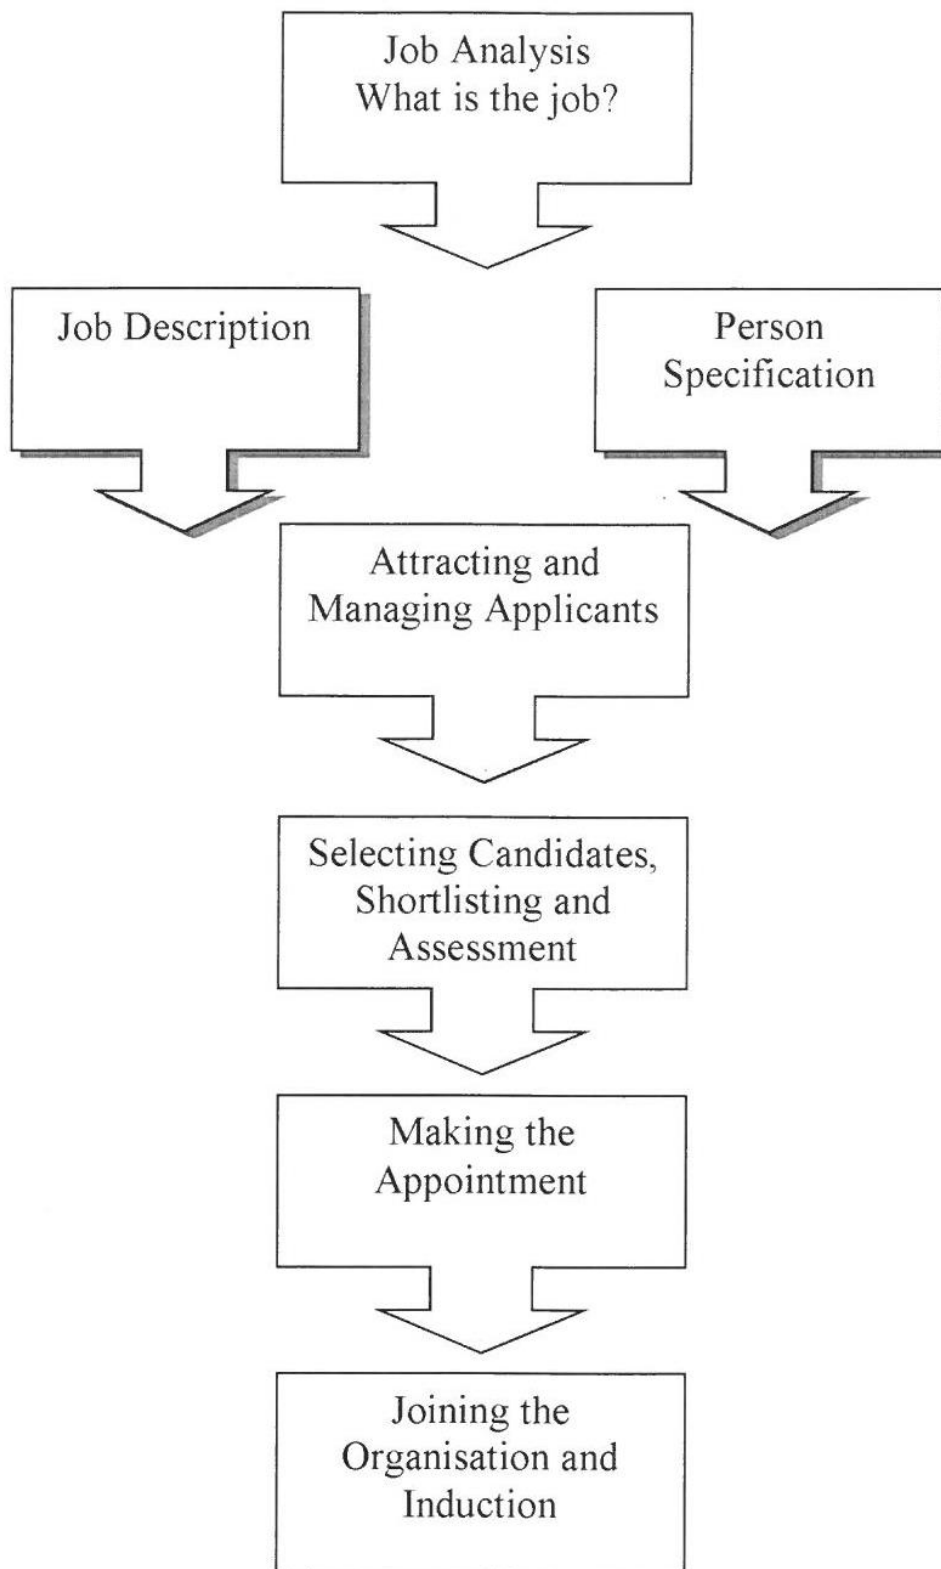 Job Analysis
What is the job?
Job Description
Person
Specification
Attracting and
Managing Applicants
Selecting Candidates,
Shortlisting and
Assessment
Making the
Appointment
Joining the
Organisation and
Induction